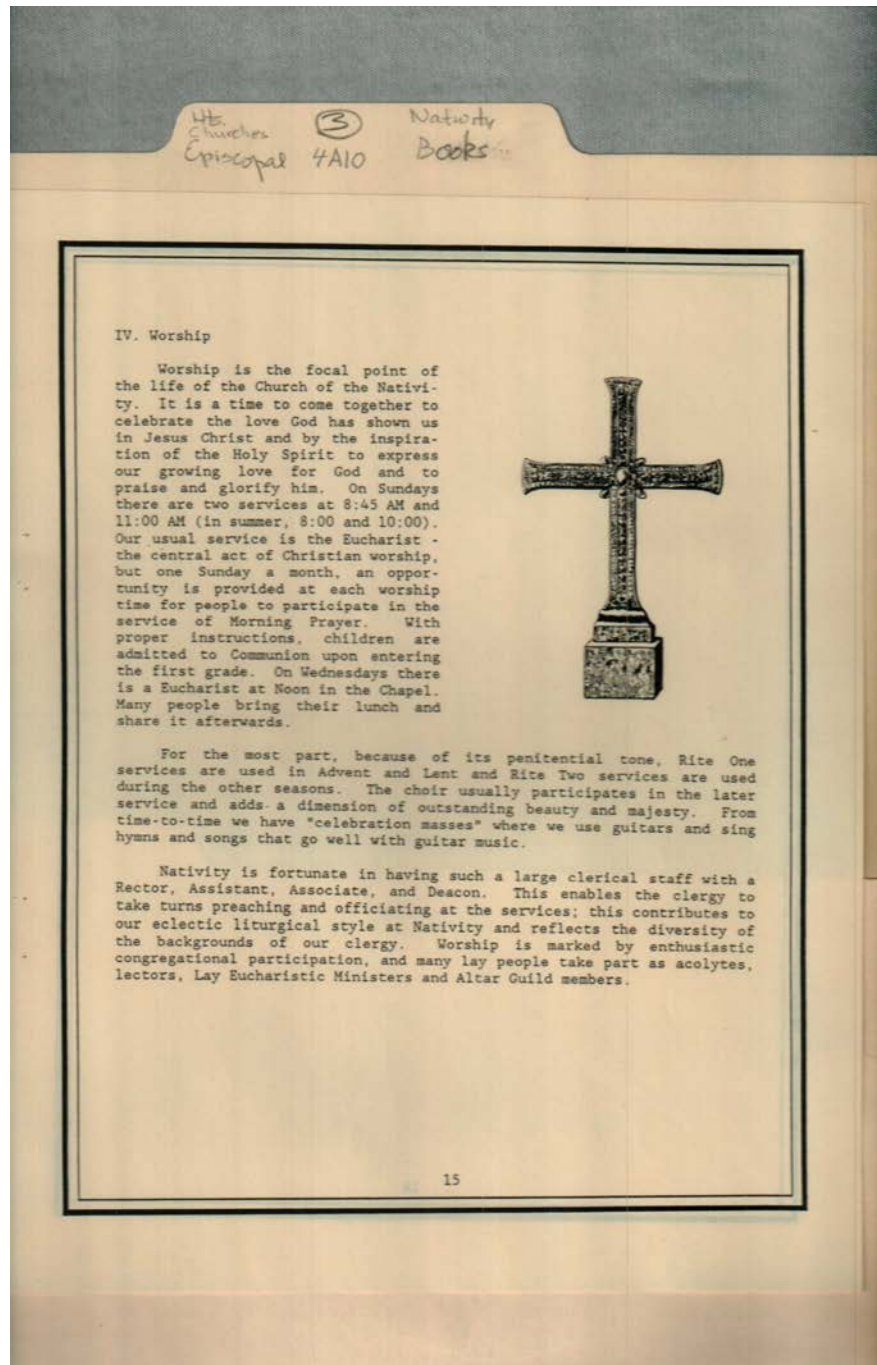 Hts. ③ Nativity
Churches
Episcopal 4A10 Books
IV. Worship
Worship is the focal point of
the life of the Church of the Nativi-
ty. It is a time to come together to
celebrate the love God has shown us
in Jesus Christ and by the inspira-
tion of the Holy Spirit to express
our growing love for God and to
praise and glorify him. On Sundays
there are two services at 8:45 AM and
11:00 AM (in summer, 8:00 and 10:00).
Our usual service is the Eucharist -
the central act of Christian worship,
but one Sunday a month, an oppor-
tunity is provided at each worship
time for people to participate in the
service of Morning Prayer. With
proper instructions, children are
admitted to Communion upon entering
the first grade. On Wednesdays there
is a Eucharist at Noon in the Chapel.
Many people bring their lunch and
share it afterwards.
For the most part, because of its penitential tone, Rite One
services are used in Advent and Lent and Rite Two services are used
during the other seasons. The choir usually participates in the later
service and adds a dimension of outstanding beauty and majesty. From
time-to-time we have "celebration masses" where we use guitars and sing
hymns and songs that go well with guitar music.
Nativity is fortunate in having such a large clerical staff with a
Rector, Assistant, Associate, and Deacon. This enables the clergy to
take turns preaching and officiating at the services; this contributes to
our eclectic liturgical style at Nativity and reflects the diversity of
the backgrounds of our clergy. Worship is marked by enthusiastic
congregational participation, and many lay people take part as acolytes,
lectors, Lay Eucharistic Ministers and Altar Guild members.
15